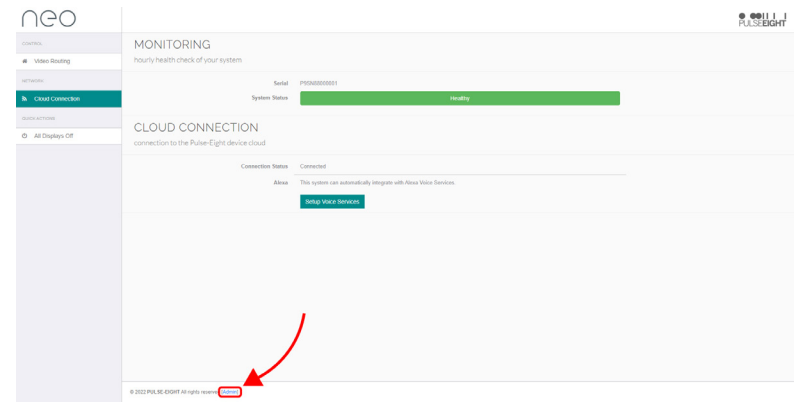 neo
PULSEEIGHT
CONTROL
Video Routing
NETWORK
Cloud Connection
QUICK ACTIONS
All Displays Off
MONITORING
hourly health check of your system
Serial
System Status
Healthy
CLOUD CONNECTION
connection to the Pulse-Eight device cloud
Connection Status
Connected
Alexa
This system can automatically integrate with Alexa Voice Services.
Setup Voice Services
© 2022 PULSE-EIGHT All rights reserved (Admin)